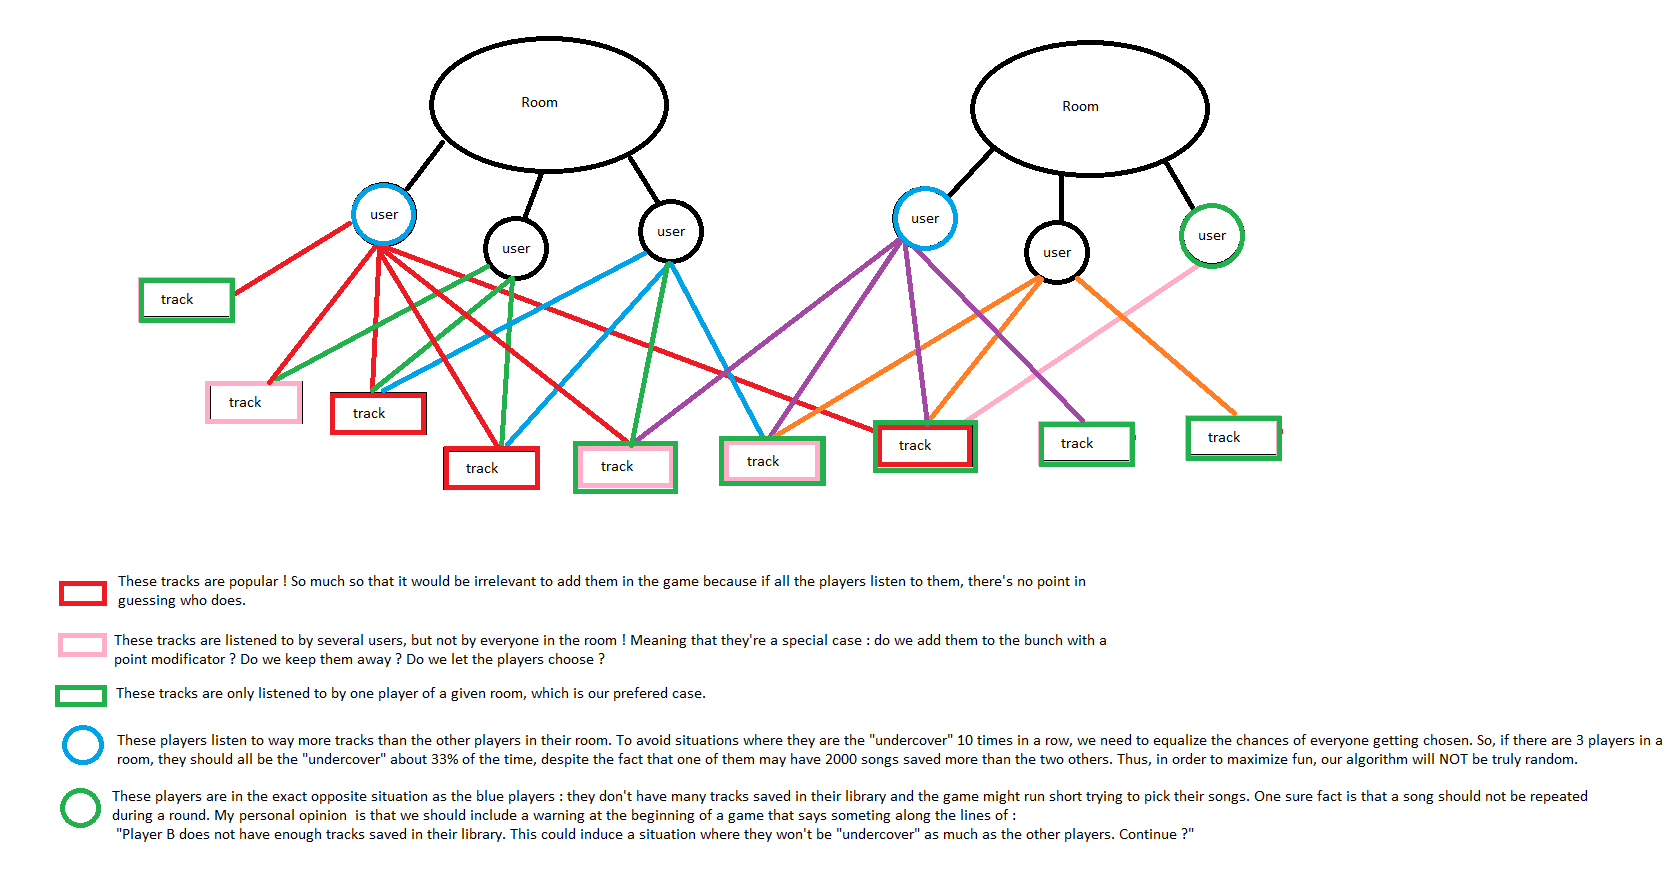 Room
Room
user
user
user
user
user
user
track
track
track
track
track
track
track
track
track
These tracks are popular ! So much so that it would be irrelevant to add them in the game because if all the players listen to them, there's no point in
guessing who does.
These tracks are listened to by several users, but not by everyone in the room ! Meaning that they're a special case : do we add them to the bunch with a
point modificator ? Do we keep them away ? Do we let the players choose ?
These tracks are only listened to by one player of a given room, which is our prefered case.
These players listen to way more tracks than the other players in their room. To avoid situations where they are the "undercover" 10 times in a row, we need to equalize the chances of everyone getting chosen. So, if there are 3 players in a
room, they should all be the "undercover" about 33% of the time, despite the fact that one of them may have 2000 songs saved more than the two others. Thus, in order to maximize fun, our algorithm will NOT be truly random.
These players are in the exact opposite situation as the blue players : they don't have many tracks saved in their library and the game might run short trying to pick their songs. One sure fact is that a song should not be repeated
during a round. My personal opinion  is that we should include a warning at the beginning of a game that says someting along the lines of :
"Player B does not have enough tracks saved in their library. This could induce a situation where they won't be "undercover" as much as the other players. Continue ?"